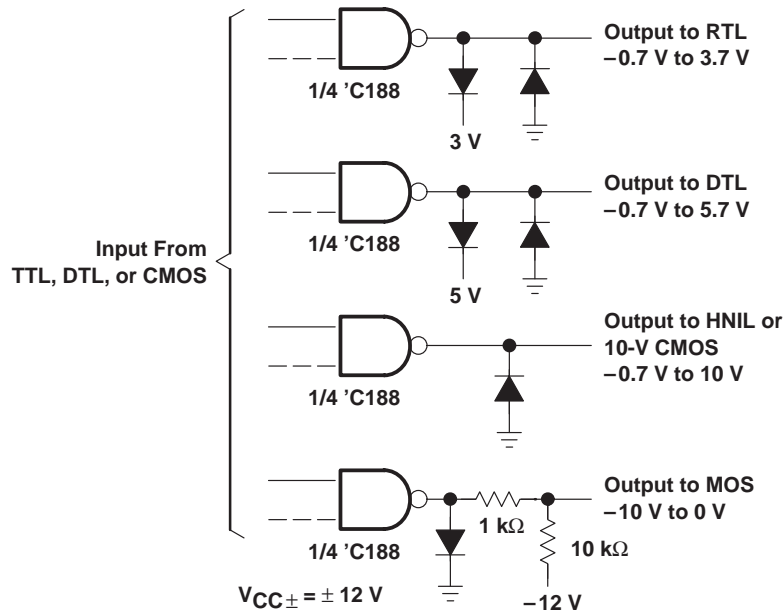 Output to RTL
–0.7 V to 3.7 V
1/4 ’C188
3 V
Output to DTL
–0.7 V to 5.7 V
1/4 ’C188
5 V
Input From
TTL, DTL, or CMOS
Output to HNIL or
10-V CMOS
–0.7 V to 10 V
1/4 ’C188
Output to MOS
–10 V to 0 V
1 kΩ
10 kΩ
1/4 ’C188
VCC± = ± 12 V
–12 V